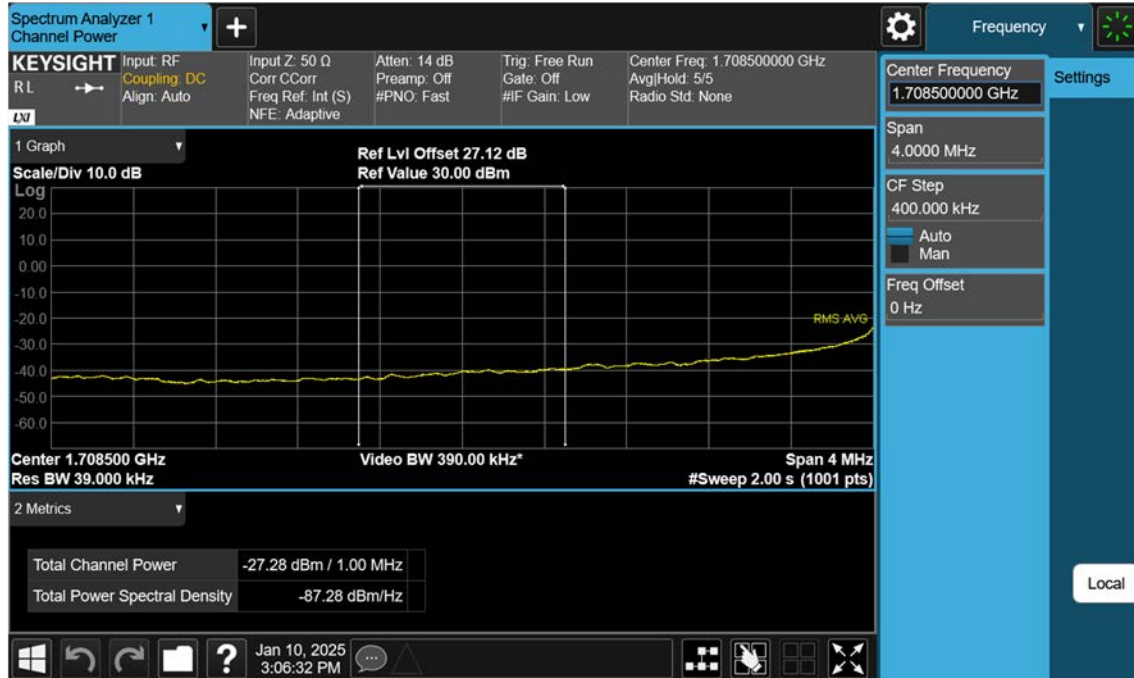 Spectrum Analyzer 1
Channel Power
+
Frequency
KEYSIGHT
R L
LXI
Input: RF
Coupling: DC
Align: Auto
Input Z: 50 Ω
Corr CCorr
Freq Ref: Int (S)
NFE: Adaptive
Atten: 14 dB
Preamp: Off
#PNO: Fast
Trig: Free Run
Gate: Off
#IF Gain: Low
Center Freq: 1.708500000 GHz
Avg|Hold: 5/5
Radio Std: None
Center Frequency
1.708500000 GHz
Settings
Span
4.0000 MHz
CF Step
400.000 kHz
Auto
Man
Freq Offset
0 Hz
Local
1 Graph
Scale/Div 10.0 dB
Ref Lvl Offset 27.12 dB
Ref Value 30.00 dBm
Log
20.0
10.0
0.00
-10.0
-20.0
-30.0
-40.0
-50.0
-60.0
RMS AVG
Center 1.708500 GHz
Res BW 39.000 kHz
Video BW 390.00 kHz*
Span 4 MHz
#Sweep 2.00 s (1001 pts)
2 Metrics
Total Channel Power -27.28 dBm / 1.00 MHz
Total Power Spectral Density -87.28 dBm/Hz
?
Jan 10, 2025
3:06:32 PM